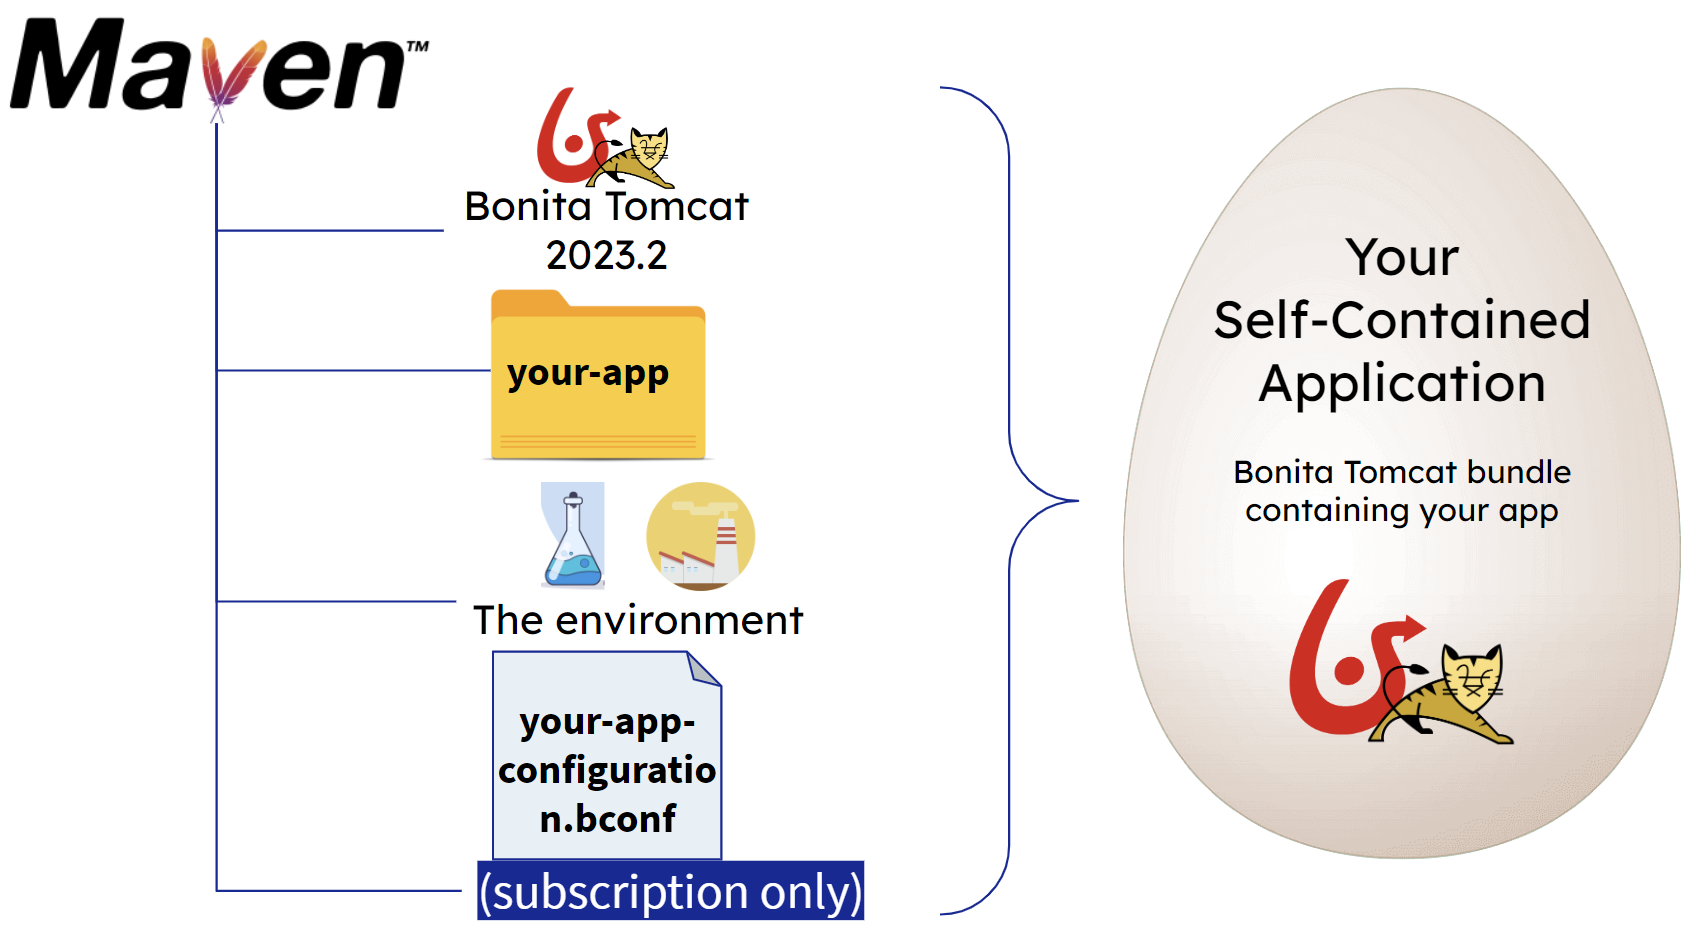 Maven™
Bonita Tomcat
2023.2
your-app
The environment
your-app-
configuratio
n.bconf
(subscription only)
Your
Self-Contained
Application
Bonita Tomcat bundle
containing your app